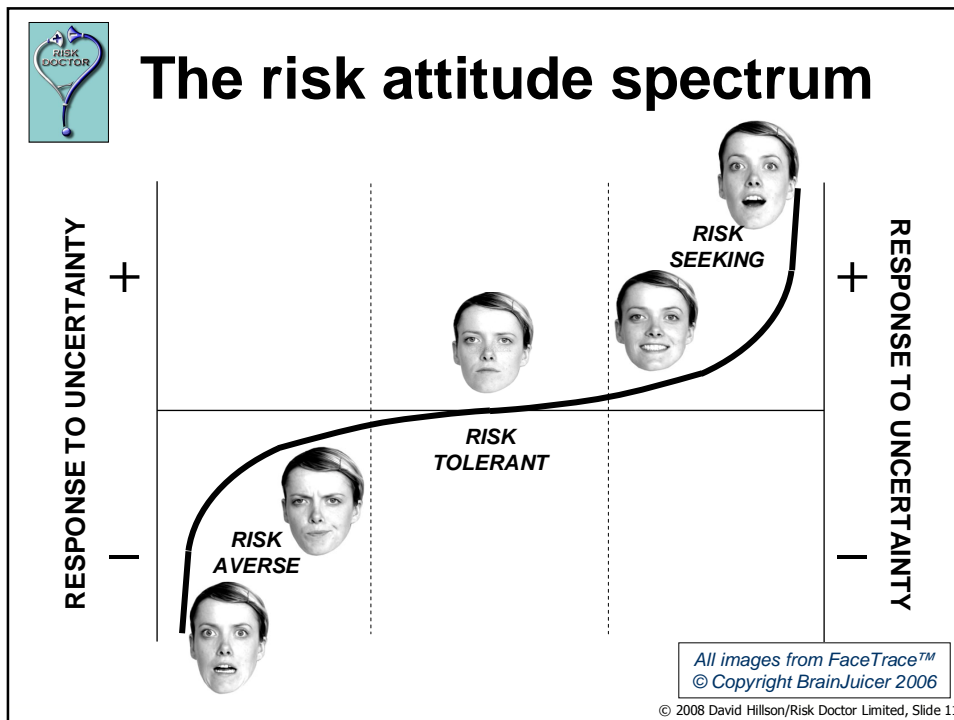 RISK
DOCTOR
The risk attitude spectrum
RESPONSE TO UNCERTAINTY
+
–
RISK
SEEKING
RISK
TOLERANT
RISK
AVERSE
+
–
RESPONSE TO UNCERTAINTY
All images from FaceTrace™
© Copyright BrainJuicer 2006
© 2008 David Hillson/Risk Doctor Limited, Slide 11